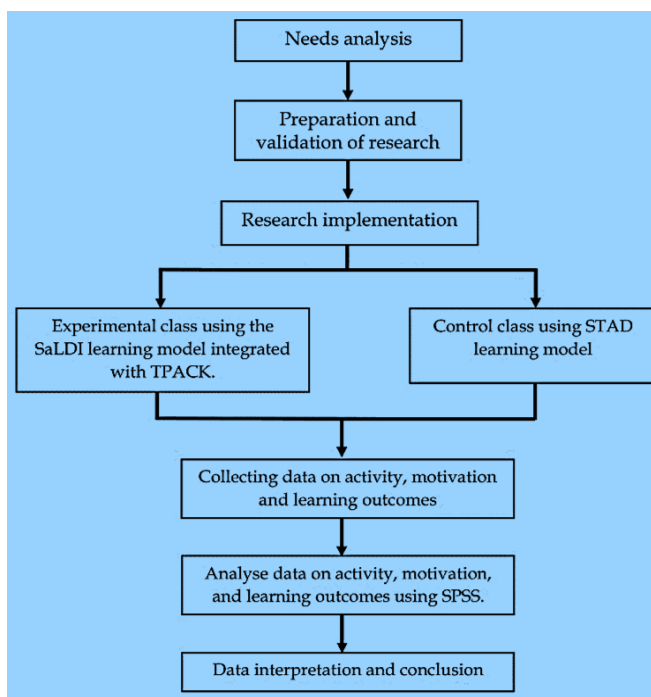 Needs analysis
Preparation and
validation of research
Research implementation
Experimental class using the
SaLDI learning model integrated
with TPACK.
Control class using STAD
learning model
Collecting data on activity, motivation
and learning outcomes
Analyse data on activity, motivation,
and learning outcomes using SPSS.
Data interpretation and conclusion